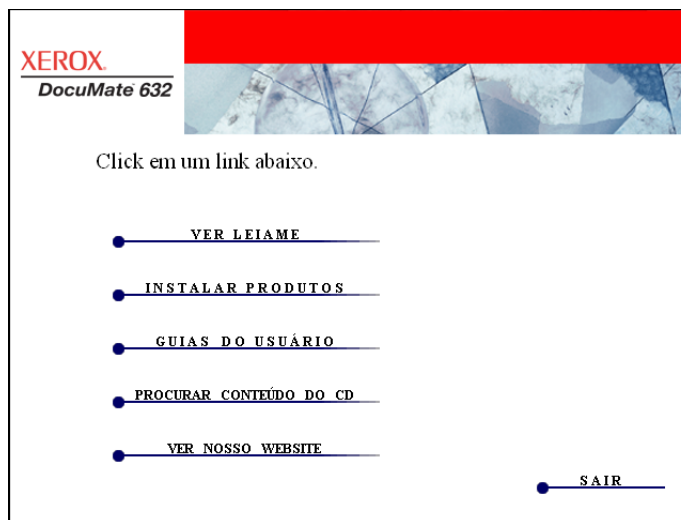 XEROX.
DocuMate® 632
Click em um link abaixo.
VER LEIAME
INSTALAR PRODUTOS
GUIAS DO USUÁRIO
PROCURAR CONTEÚDO DO CD
VER NOSSO WEBSITE
SAIR